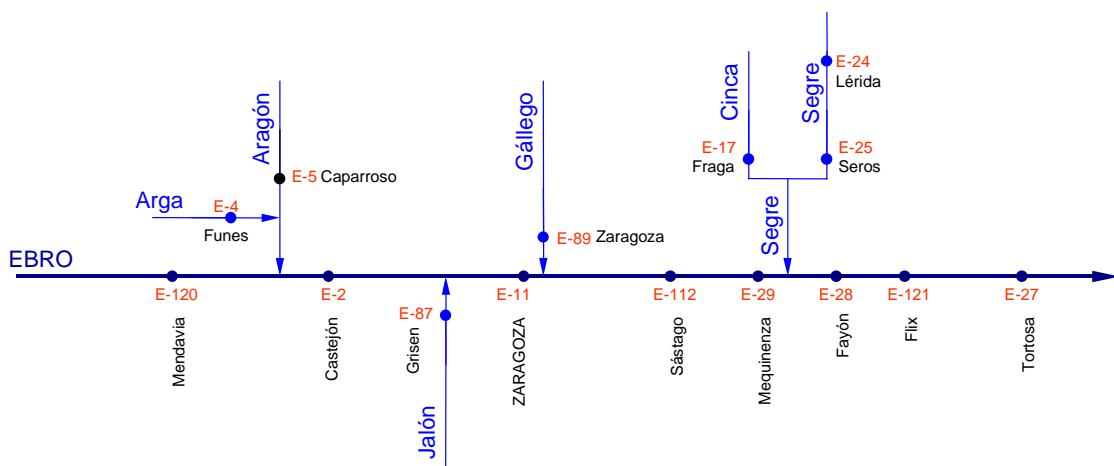 E-24
Lérida
Cinca
Segre
Aragón
Gállego
E-17
Fraga
E-25
Seros
E-5 Caparroso
Arga
E-4
Funes
E-89 Zaragoza
Segre
EBRO
E-120
E-2
E-87
E-11
E-112
E-29
E-28
E-121
E-27
Mendavia
Castejón
Grisen
ZARAGOZA
Sástago
Mequinenza
Fayón
Flix
Tortosa
Jalón